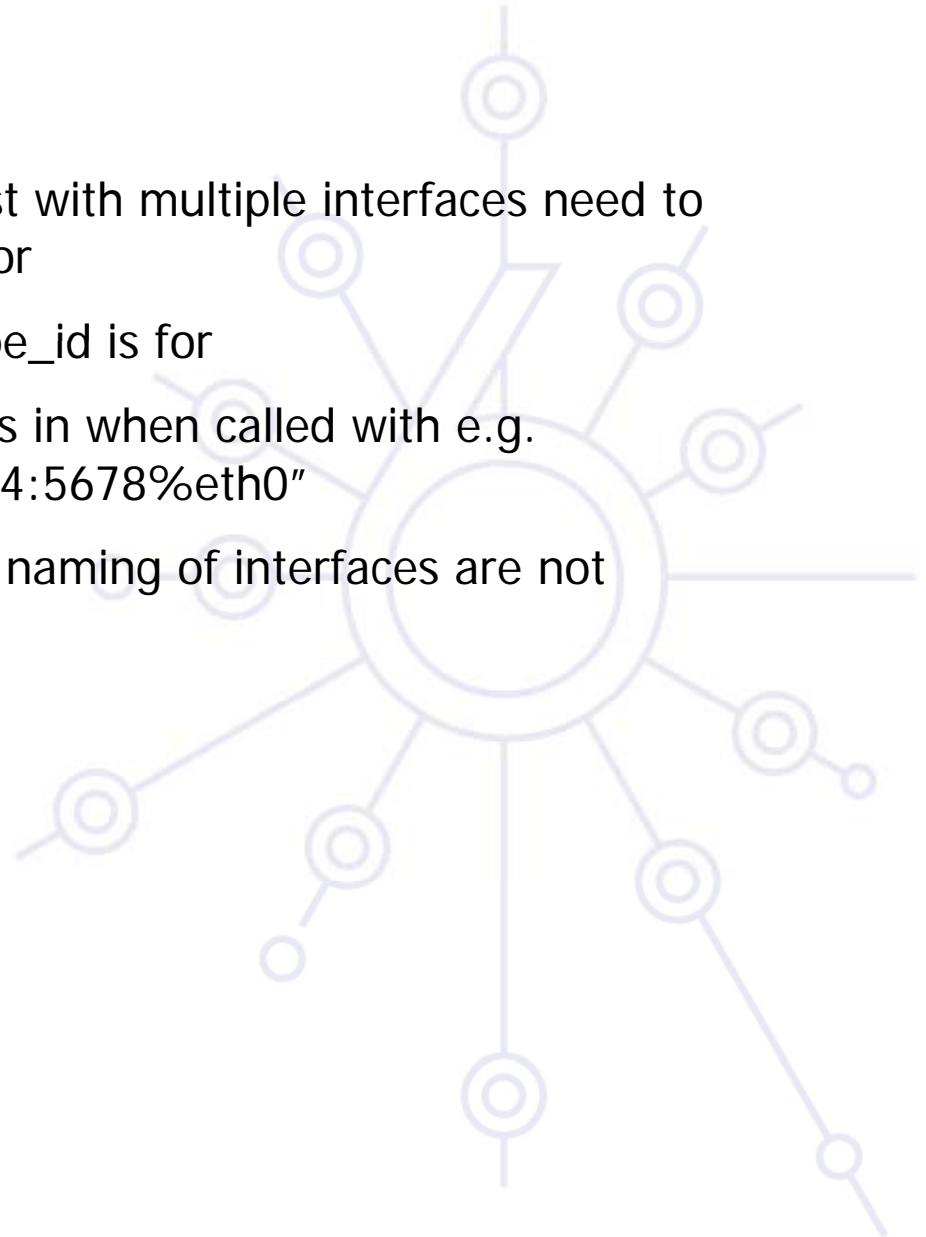 st with multiple interfaces need to
or
pe_id is for
s in when called with e.g.
4:5678%eth0”
naming of interfaces are not